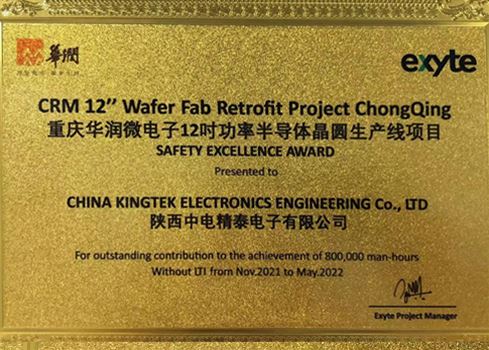 華潤
exyte
CRM 12’’ Wafer Fab Retrofit Project ChongQing
重庆华润微电子12吋功率半导体晶圆生产线项目
SAFETY EXCELLENCE AWARD
Presented to
CHINA KINGTEK ELECTRONICS ENGINEERING Co., LTD
陕西中电精泰电子有限公司
For outstanding contribution to the achievement of 800,000 man-hours
Without LTI from Nov.2021 to May.2022
Exyte Project Manager